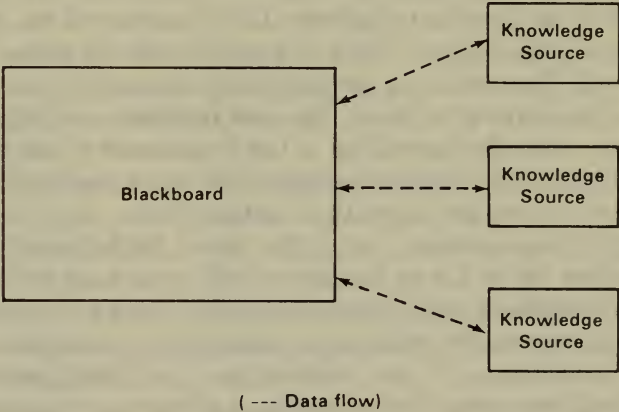 Knowledge
Source
Blackboard
Knowledge
Source
Knowledge
Source
( --- Data flow)